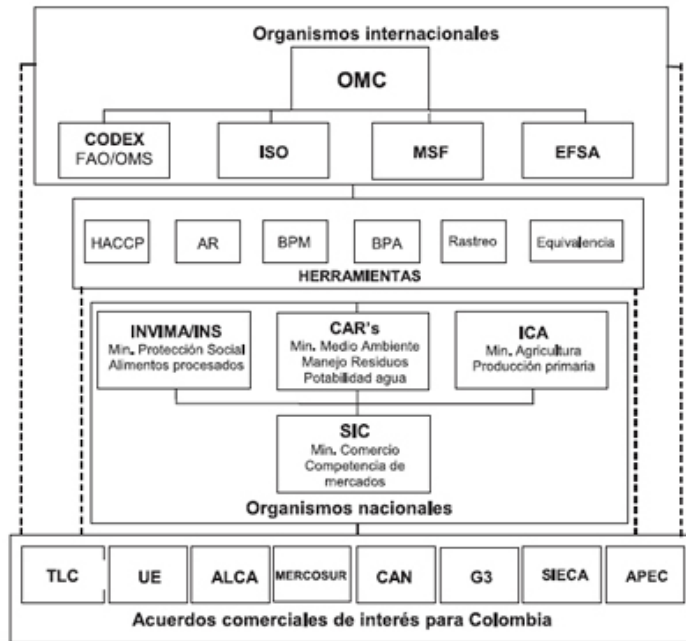 Organismos internacionales
OMC
CODEX
FAO/OMS
ISO
MSF
EFSA
HACCP
AR
BPM
BPA
Rastreo
Equivalencia
HERRAMIENTAS
INVIMA/INS
Min. Protección Social
Alimentos procesados
CAR's
Min. Medio Ambiente
Manejo Residuos
Potabilidad agua
ICA
Min. Agricultura
Producción primaria
SIC
Min. Comercio
Competencia de
mercados
Organismos nacionales
TLC
UE
ALCA
MERCOSUR
CAN
G3
SIECA
APEC
Acuerdos comerciales de interés para Colombia